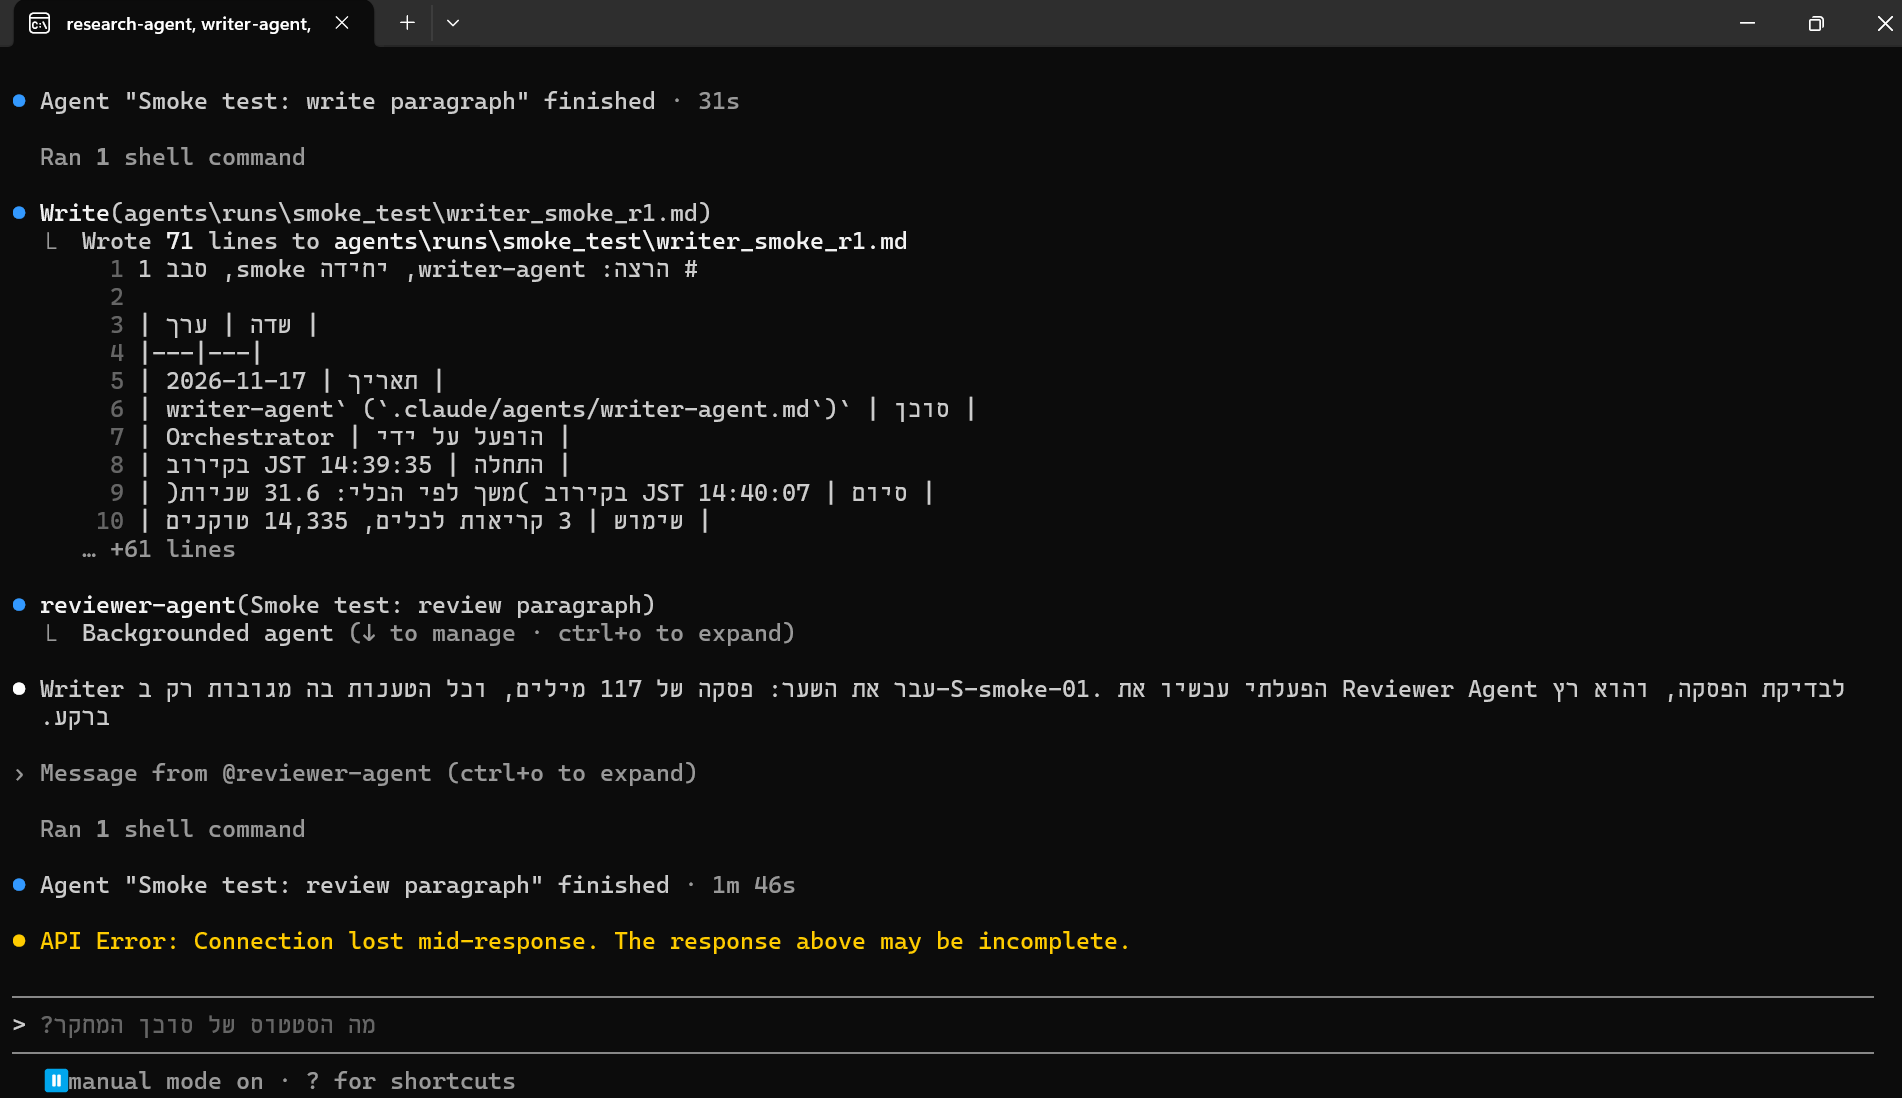 research-agent, writer-agent,
● Agent "Smoke test: write paragraph" finished · 31s
Ran 1 shell command
● Write(agents\runs\smoke_test\writer_smoke_r1.md)
└ Wrote 71 lines to agents\runs\smoke_test\writer_smoke_r1.md
1 # הרצה: writer-agent, יחידה smoke, סבב 1
2
3 | שדה | ערך |
4 |---|---|
5 | תאריך | 2026-11-17 |
6 | סוכן | `writer-agent` (`.claude/agents/writer-agent.md`) |
7 | הופעל על ידי | Orchestrator |
8 | התחלה | 14:39:35 JST בקירוב |
9 | סיום | 14:40:07 JST בקירוב (משך לפי הכלי: 31.6 שניות) |
10 | שימוש | 3 קריאות לכלים, 14,335 טוקנים |
… +61 lines
● reviewer-agent(Smoke test: review paragraph)
└ Backgrounded agent (↓ to manage · ctrl+o to expand)
● Writer עבר את השער: פסקה של 117 מילים, וכל הטענות בה מגובות רק ב-S-smoke-01. הפעלתי עכשיו את Reviewer Agent לבדיקת הפסקה, והוא רץ
ברקע.
› Message from @reviewer-agent (ctrl+o to expand)
Ran 1 shell command
● Agent "Smoke test: review paragraph" finished · 1m 46s
● API Error: Connection lost mid-response. The response above may be incomplete.
> מה הסטטוס של סוכן המחקר?
⏸manual mode on · ? for shortcuts